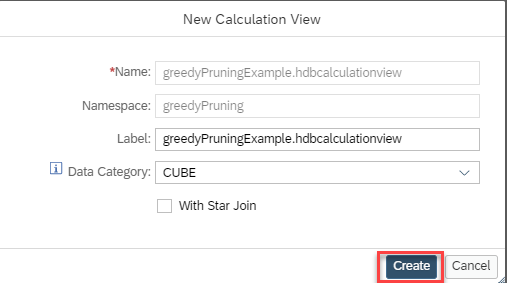 New Calculation View
*Name: greedyPruningExample.hdbcalculationview
Namespace: greedyPruning
Label: greedyPruningExample.hdbcalculationview
i Data Category: CUBE
With Star Join
Create Cancel